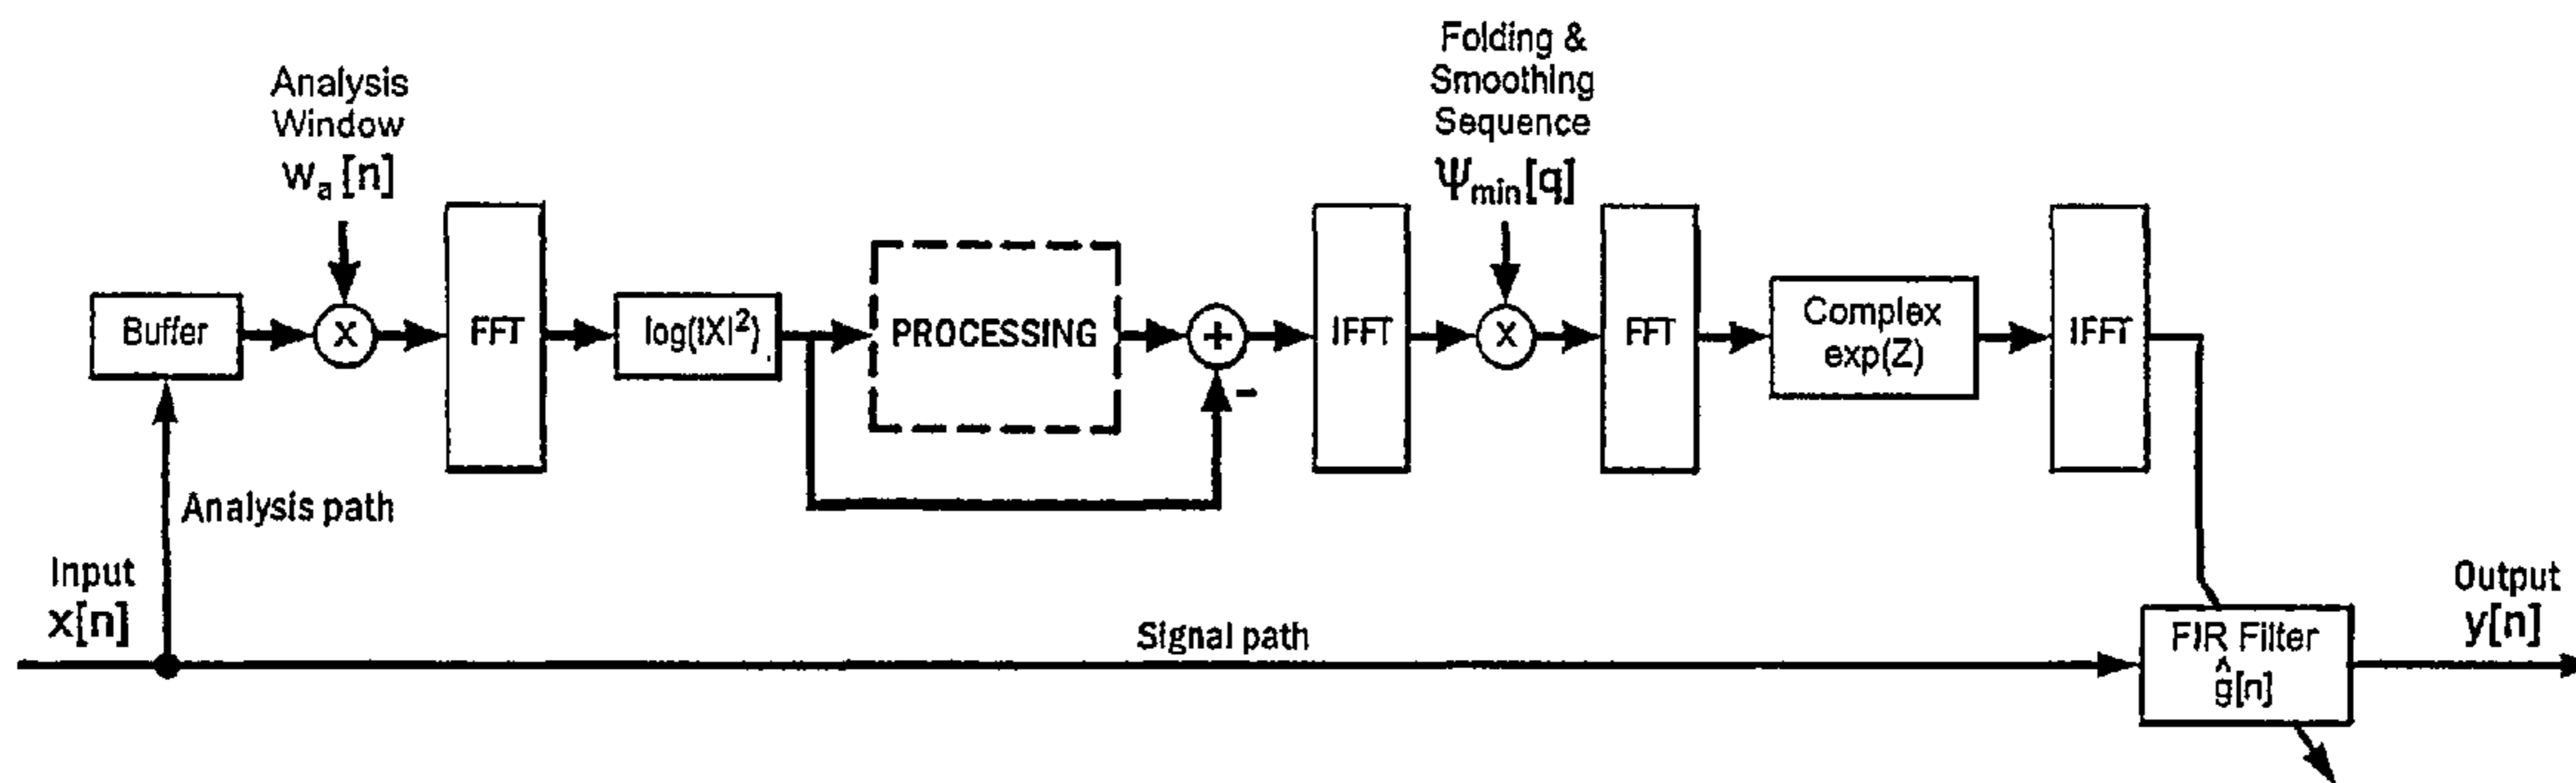 Folding &
Smoothing
Sequence
Ψmin[q]
Analysis
Window
wa[n]
Buffer
X
FFT
log(|X|²)
PROCESSING
+
-
IFFT
X
FFT
Complex
exp(Z)
IFFT
Analysis path
Input
x[n]
Signal path
FIR Filter
ĝ[n]
Output
y[n]